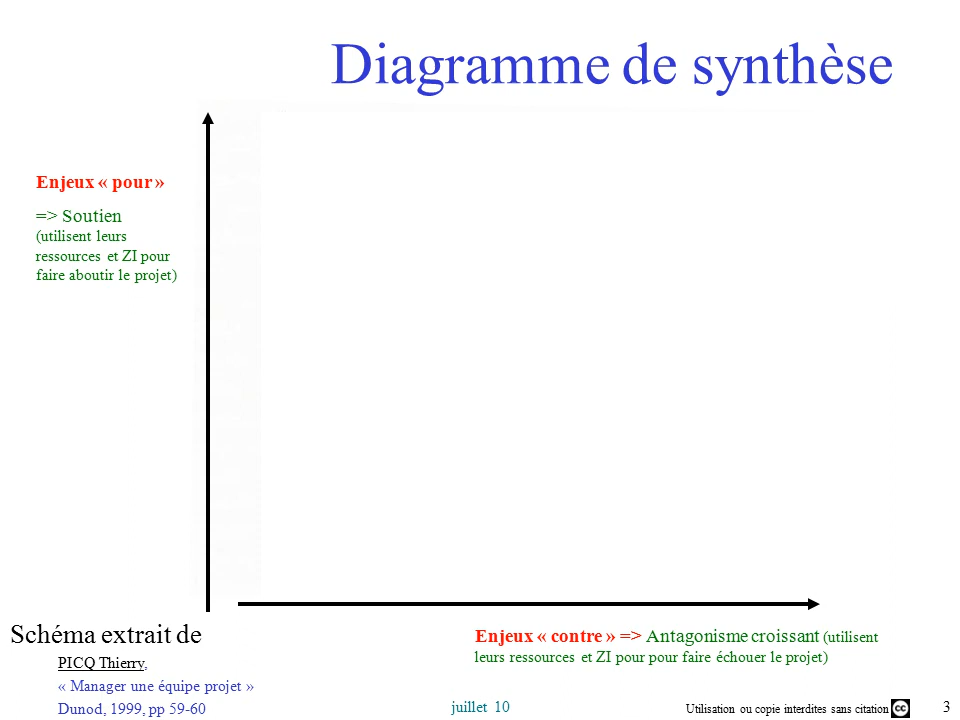 Diagramme de synthèse
Enjeux « pour »
=> Soutien
(utilisent leurs
ressources et ZI pour
faire aboutir le projet)
Schéma extrait de
PICQ Thierry,
« Manager une équipe projet »
Dunod, 1999, pp 59-60
Enjeux « contre » => Antagonisme croissant (utilisent
leurs ressources et ZI pour pour faire échouer le projet)
juillet 10
Utilisation ou copie interdites sans citation
cc
3